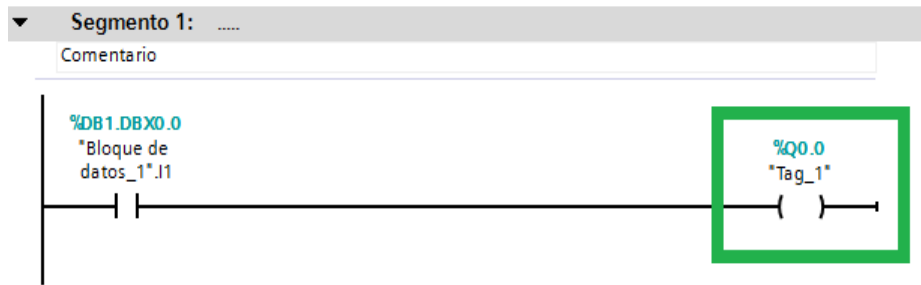 Segmento 1: .....
Comentario
%DB1.DBX0.0
"Bloque de
datos_1".I1
%Q0.0
"Tag_1"